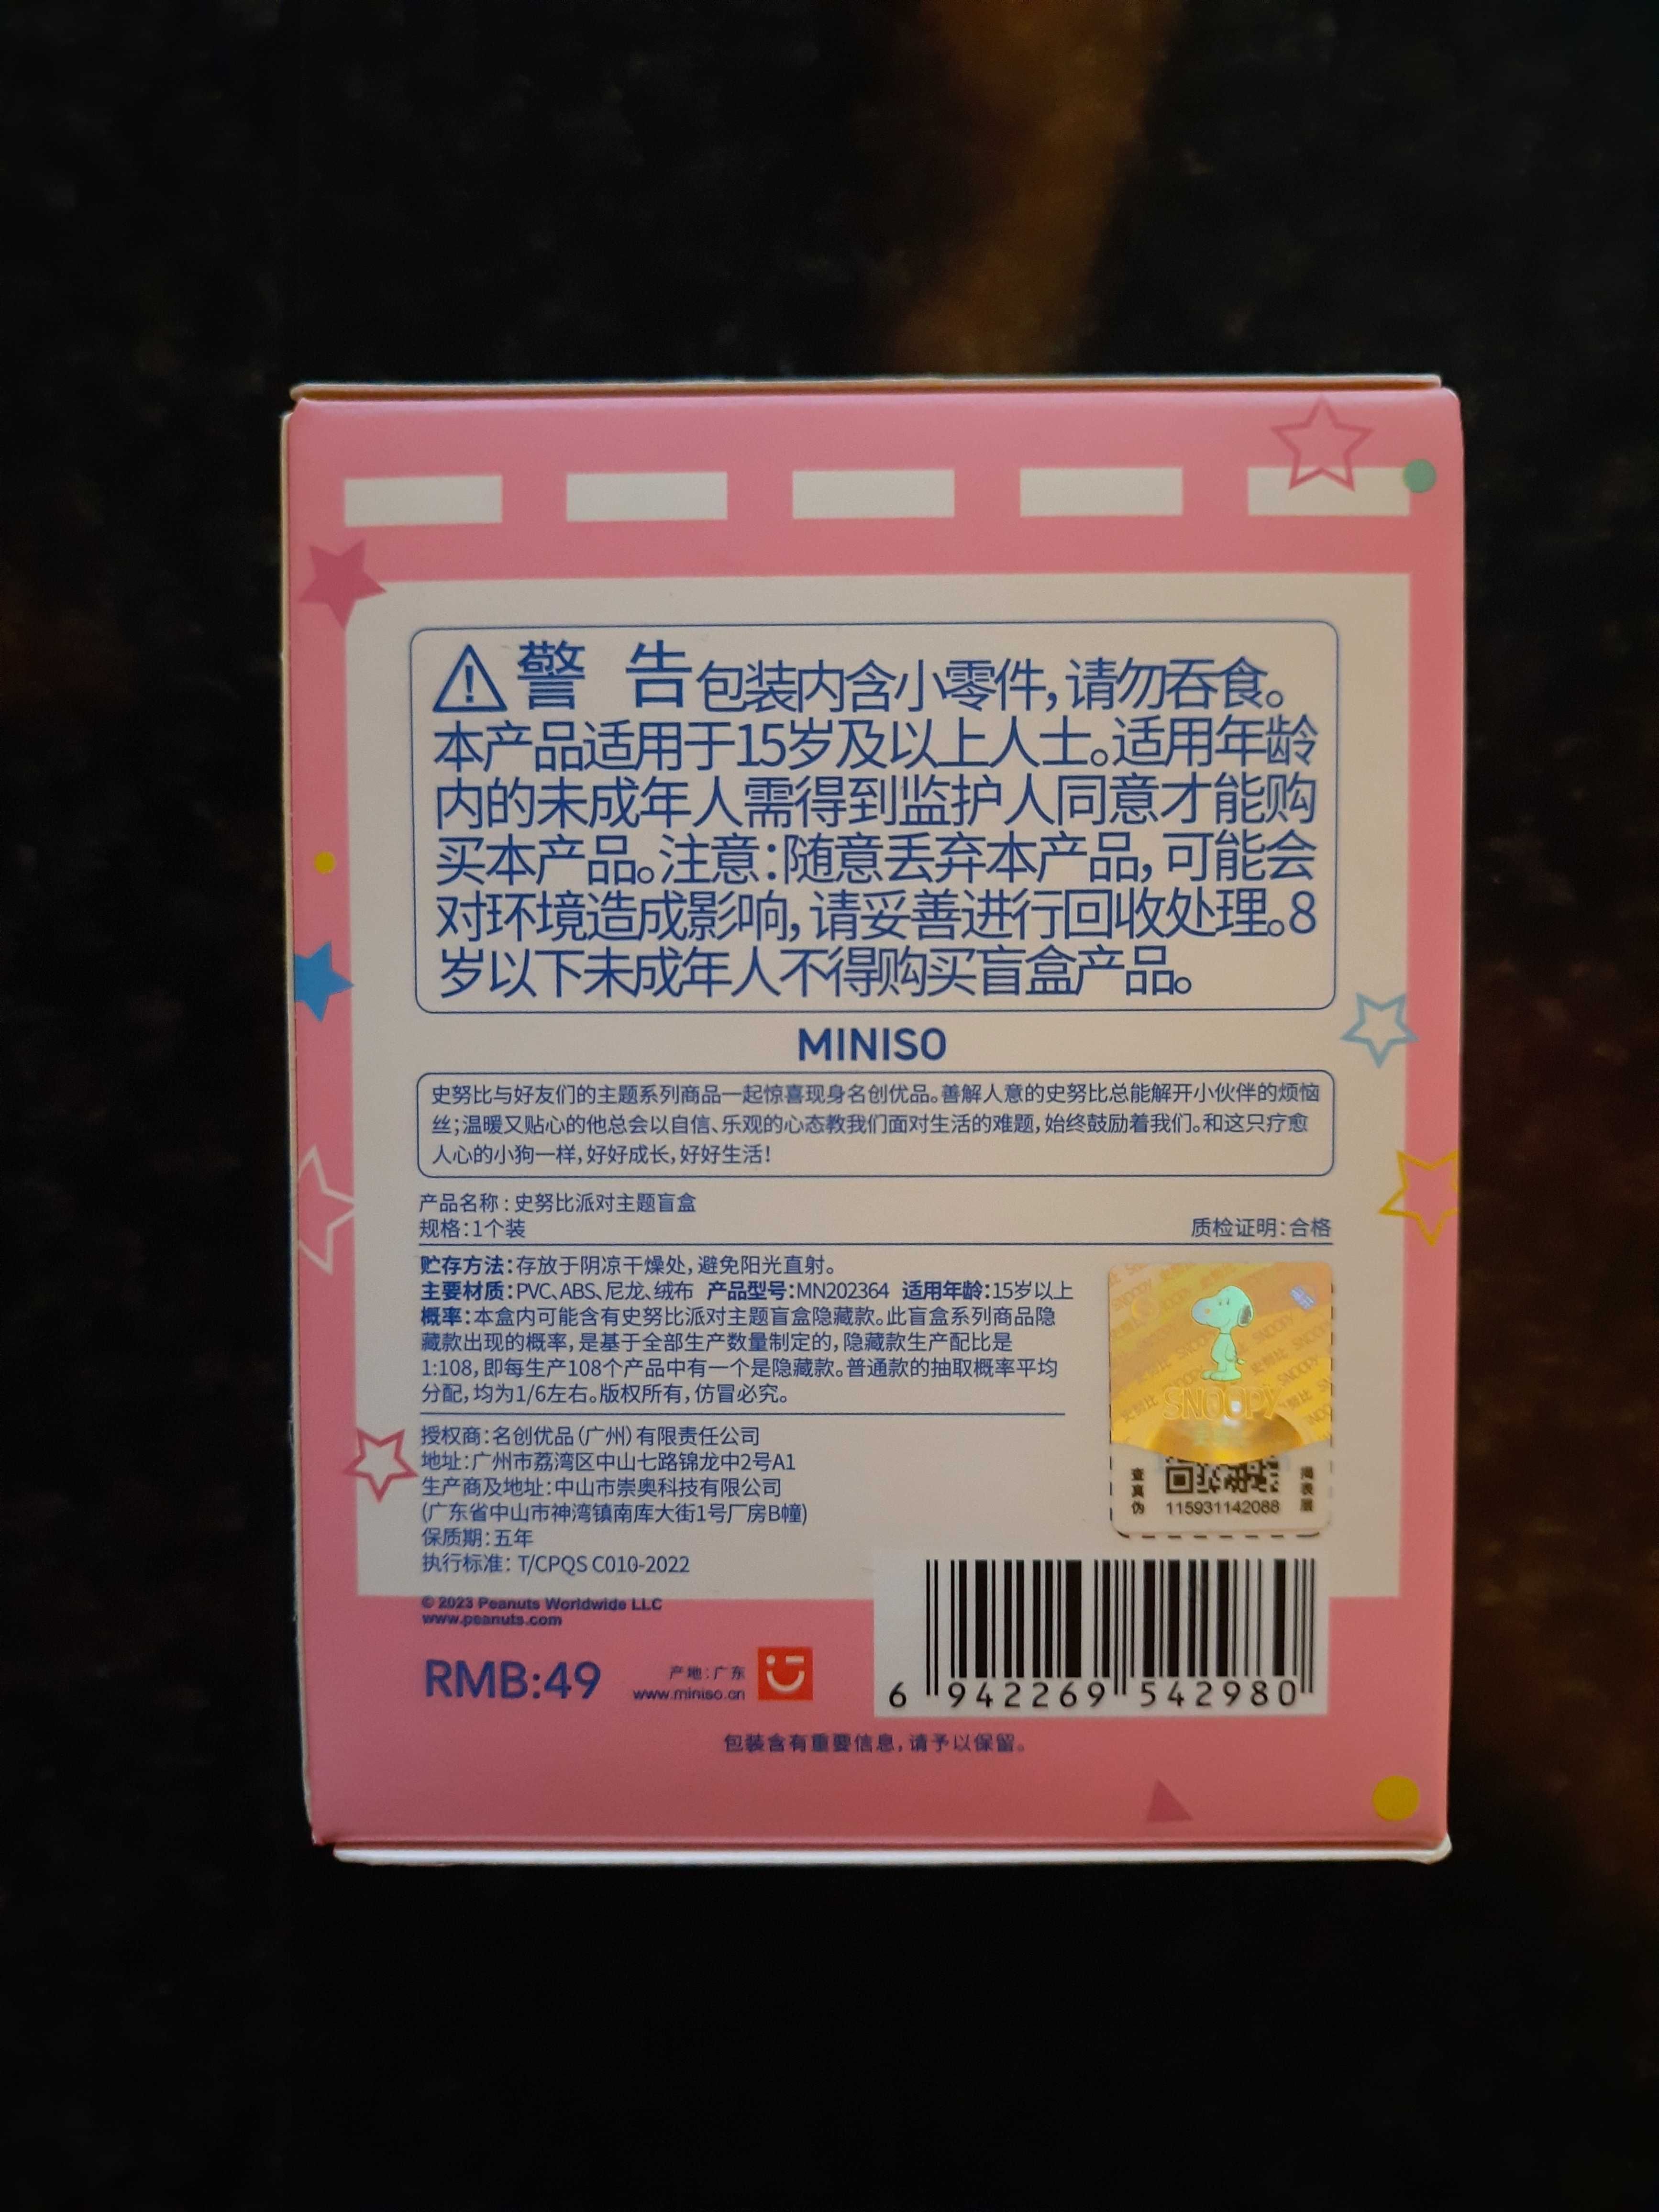 警 告 包装内含小零件,请勿吞食。
本产品适用于15岁及以上人士。适用年龄
内的未成年人需得到监护人同意才能购
买本产品。注意:随意丢弃本产品,可能会
对环境造成影响,请妥善进行回收处理。8
岁以下未成年人不得购买盲盒产品。
MINISO
史努比与好友们的主题系列商品一起惊喜现身名创优品。善解人意的史努比总能解开小伙伴的烦恼
丝;温暖又贴心的他总会以自信、乐观的心态教我们面对生活的难题,始终鼓励着我们。和这只疗愈
人心的小狗一样,好好成长,好好生活!
产品名称:史努比派对主题盲盒
规格:1个装
质检证明:合格
贮存方法:存放于阴凉干燥处,避免阳光直射。
主要材质:PVC、ABS、尼龙、绒布 产品型号:MN202364 适用年龄:15岁以上
概率:本盒内可能含有史努比派对主题盲盒隐藏款。此盲盒系列商品隐
藏款出现的概率,是基于全部生产数量制定的,隐藏款生产配比是
1:108,即每生产108个产品中有一个是隐藏款。普通款的抽取概率平均
分配,均为1/6左右。版权所有,仿冒必究。
授权商:名创优品(广州)有限责任公司
地址:广州市荔湾区中山七路锦龙中2号A1
生产商及地址:中山市崇奥科技有限公司
(广东省中山市神湾镇南库大街1号厂房B幢)
保质期:五年
执行标准:T/CPQS C010-2022
SNOOPY
查真伪
揭表层
115931142088
© 2023 Peanuts Worldwide LLC
www.peanuts.com
RMB:49
产地:广东
www.miniso.cn
6 942269 542980
包装含有重要信息,请予以保留。